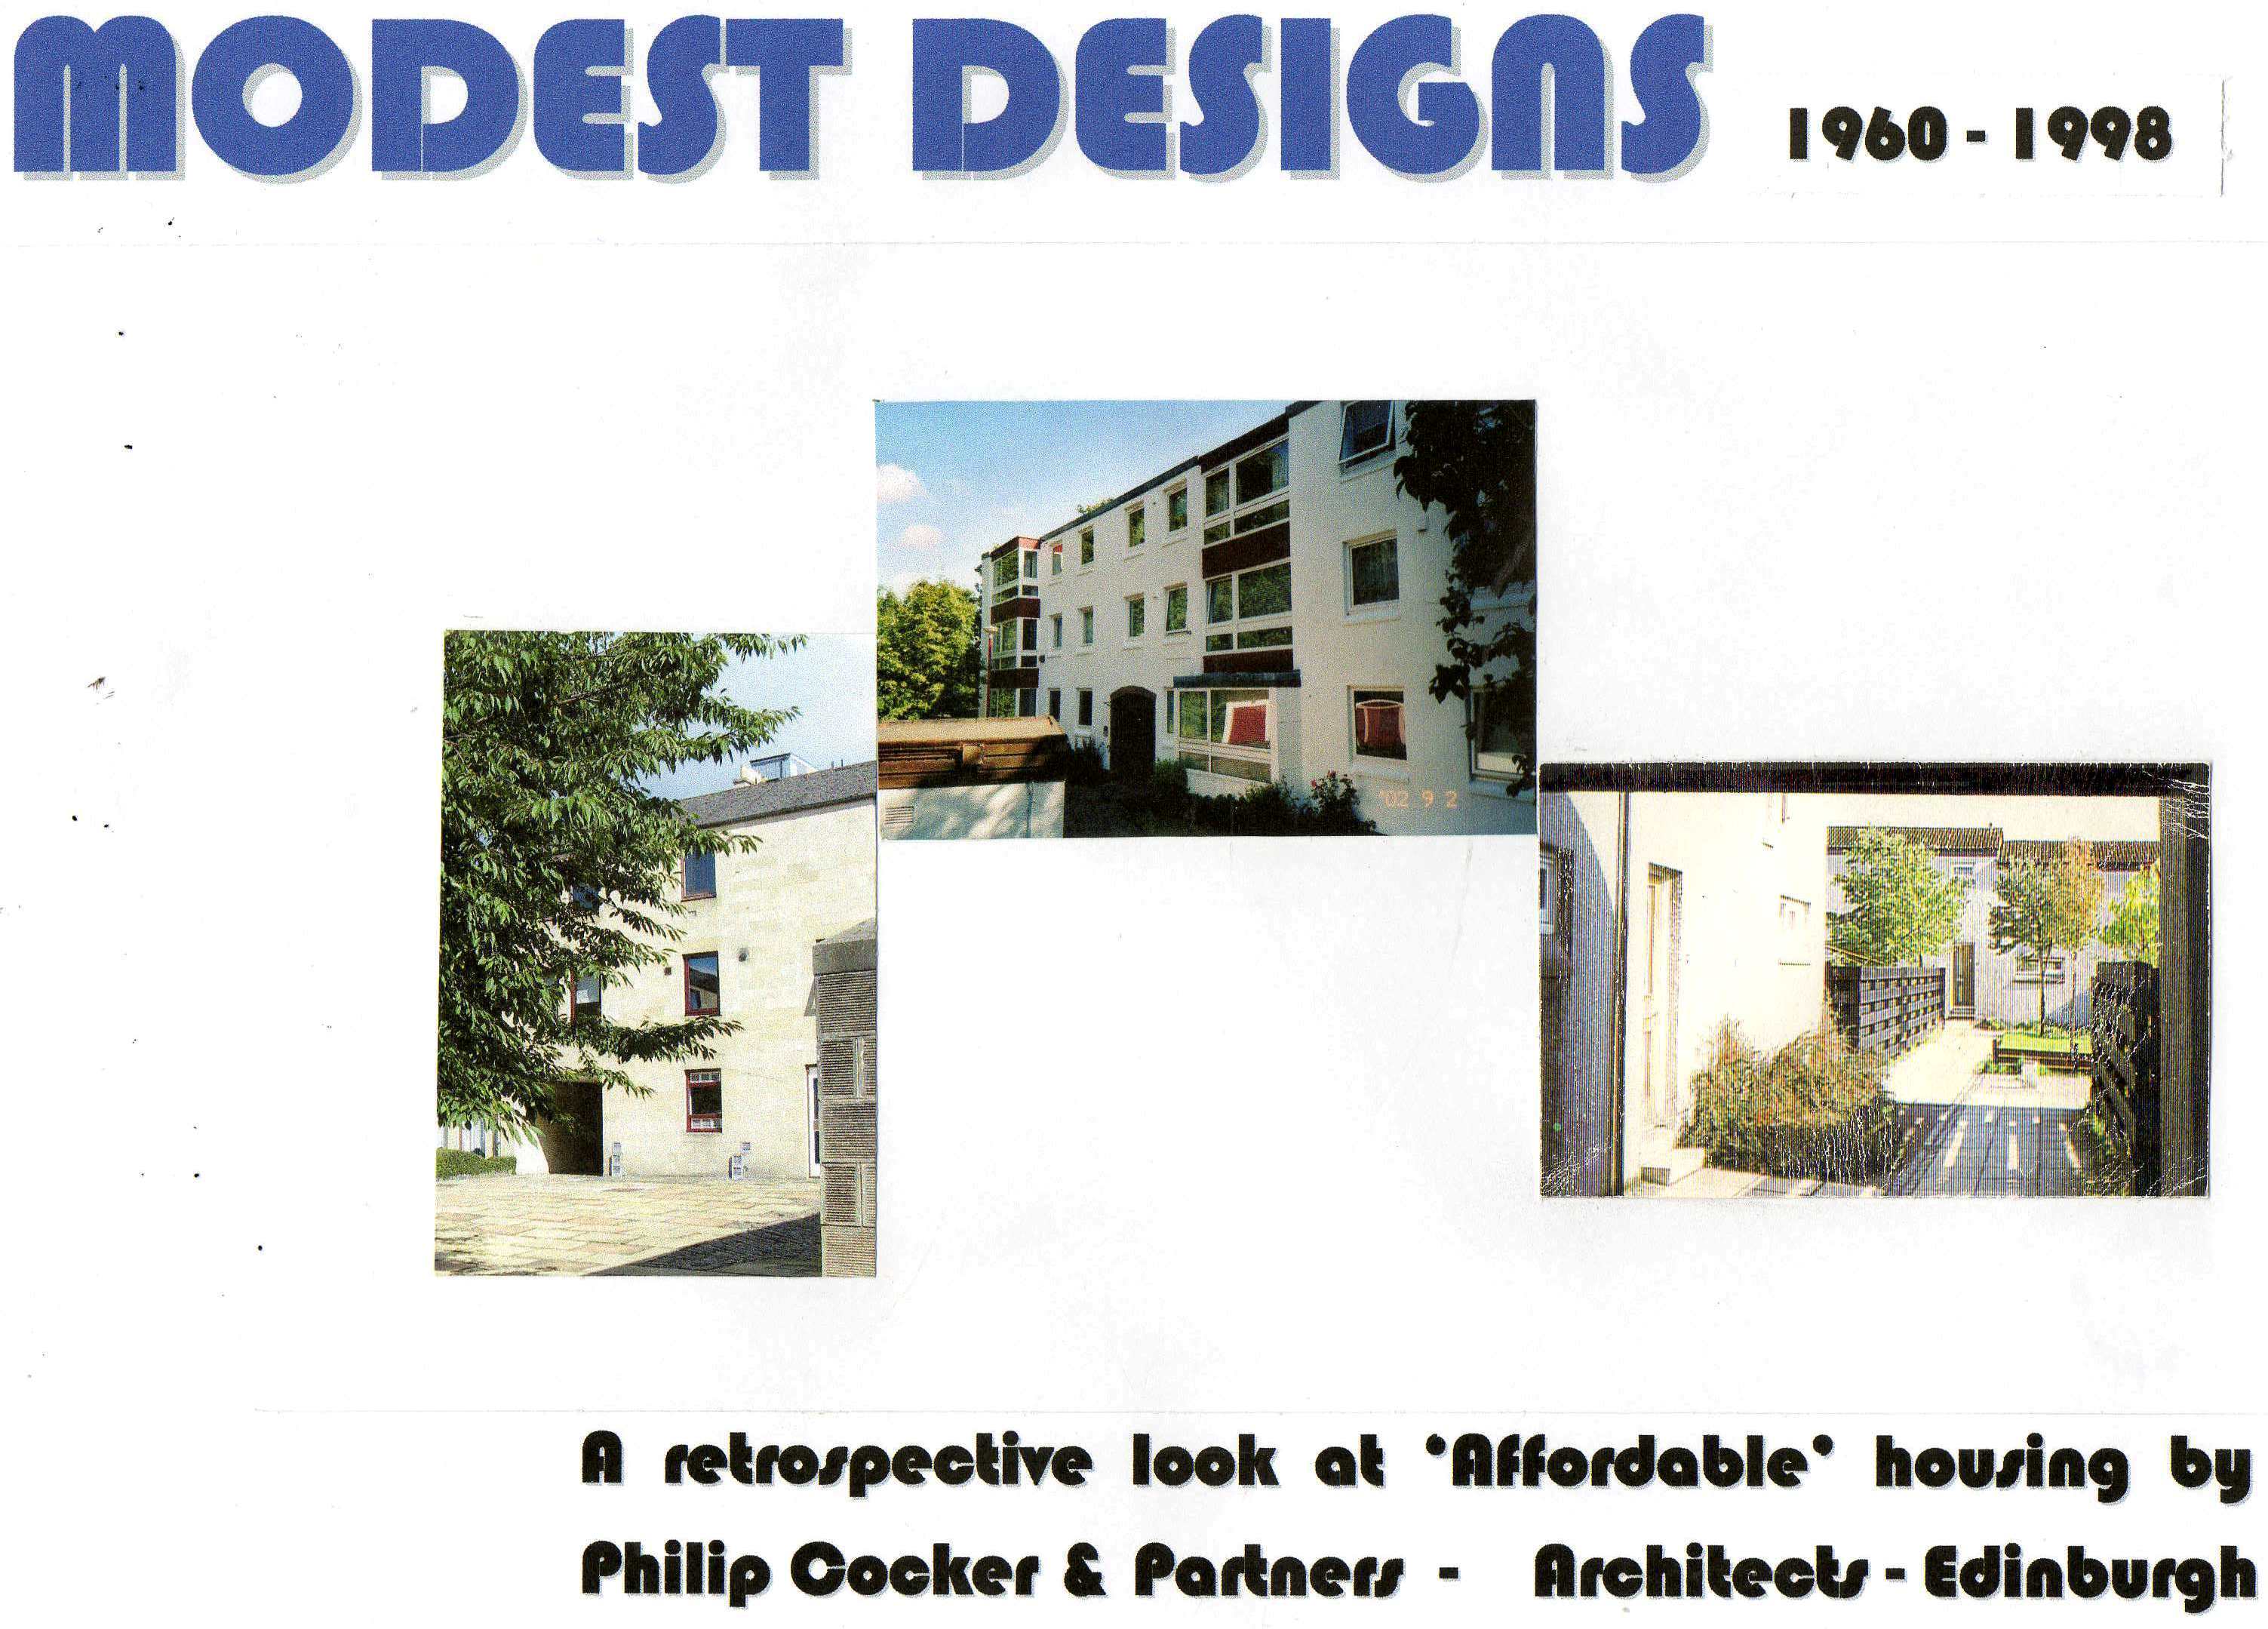 MODEST DESIGNS 1960 - 1998
'02 9 2
A retrospective look at ‘Affordable’ housing by
Philip Cocker & Partners - Architects - Edinburgh